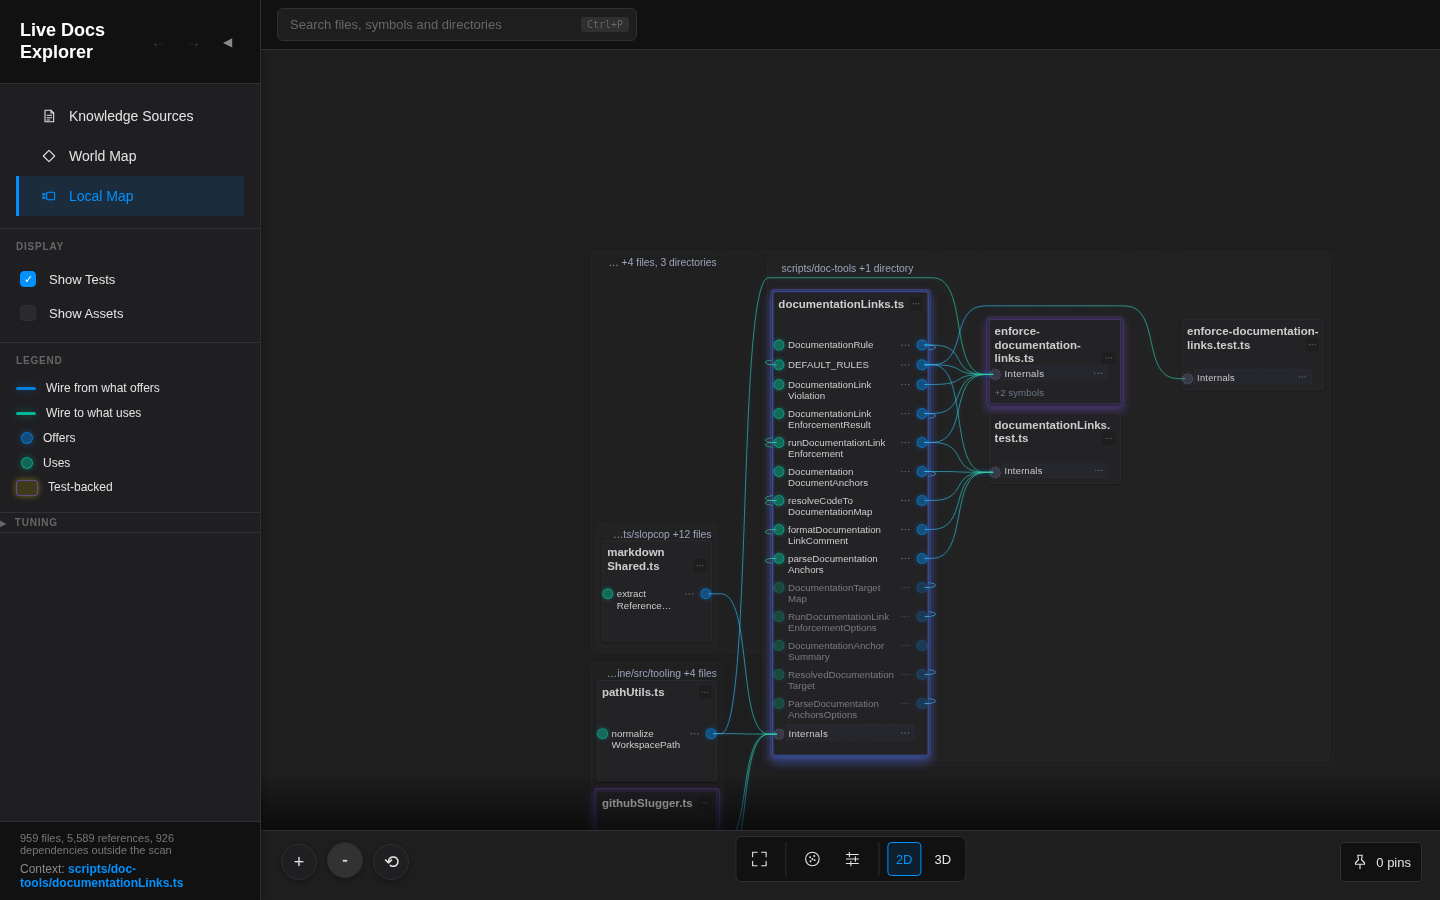 Live Docs
Explorer
Search files, symbols and directories
Ctrl+P
Knowledge Sources
World Map
Local Map
DISPLAY
Show Tests
Show Assets
LEGEND
Wire from what offers
Wire to what uses
Offers
Uses
Test-backed
TUNING
959 files, 5,589 references, 926
dependencies outside the scan
Context: scripts/doc-
tools/documentationLinks.ts
… +4 files, 3 directories
scripts/doc-tools +1 directory
documentationLinks.ts
DocumentationRule
DEFAULT_RULES
DocumentationLink
Violation
DocumentationLink
EnforcementResult
runDocumentationLink
Enforcement
Documentation
DocumentAnchors
resolveCodeTo
DocumentationMap
formatDocumentation
LinkComment
parseDocumentation
Anchors
DocumentationTarget
Map
RunDocumentationLink
EnforcementOptions
DocumentationAnchor
Summary
ResolvedDocumentation
Target
ParseDocumentation
AnchorsOptions
Internals
enforce-
documentation-
links.ts
Internals
+2 symbols
documentationLinks.
test.ts
Internals
enforce-documentation-
links.test.ts
Internals
…ts/slopcop +12 files
markdown
Shared.ts
extract
Reference…
…ine/src/tooling +4 files
pathUtils.ts
normalize
WorkspacePath
githubSlugger.ts
+
-
2D
3D
0 pins